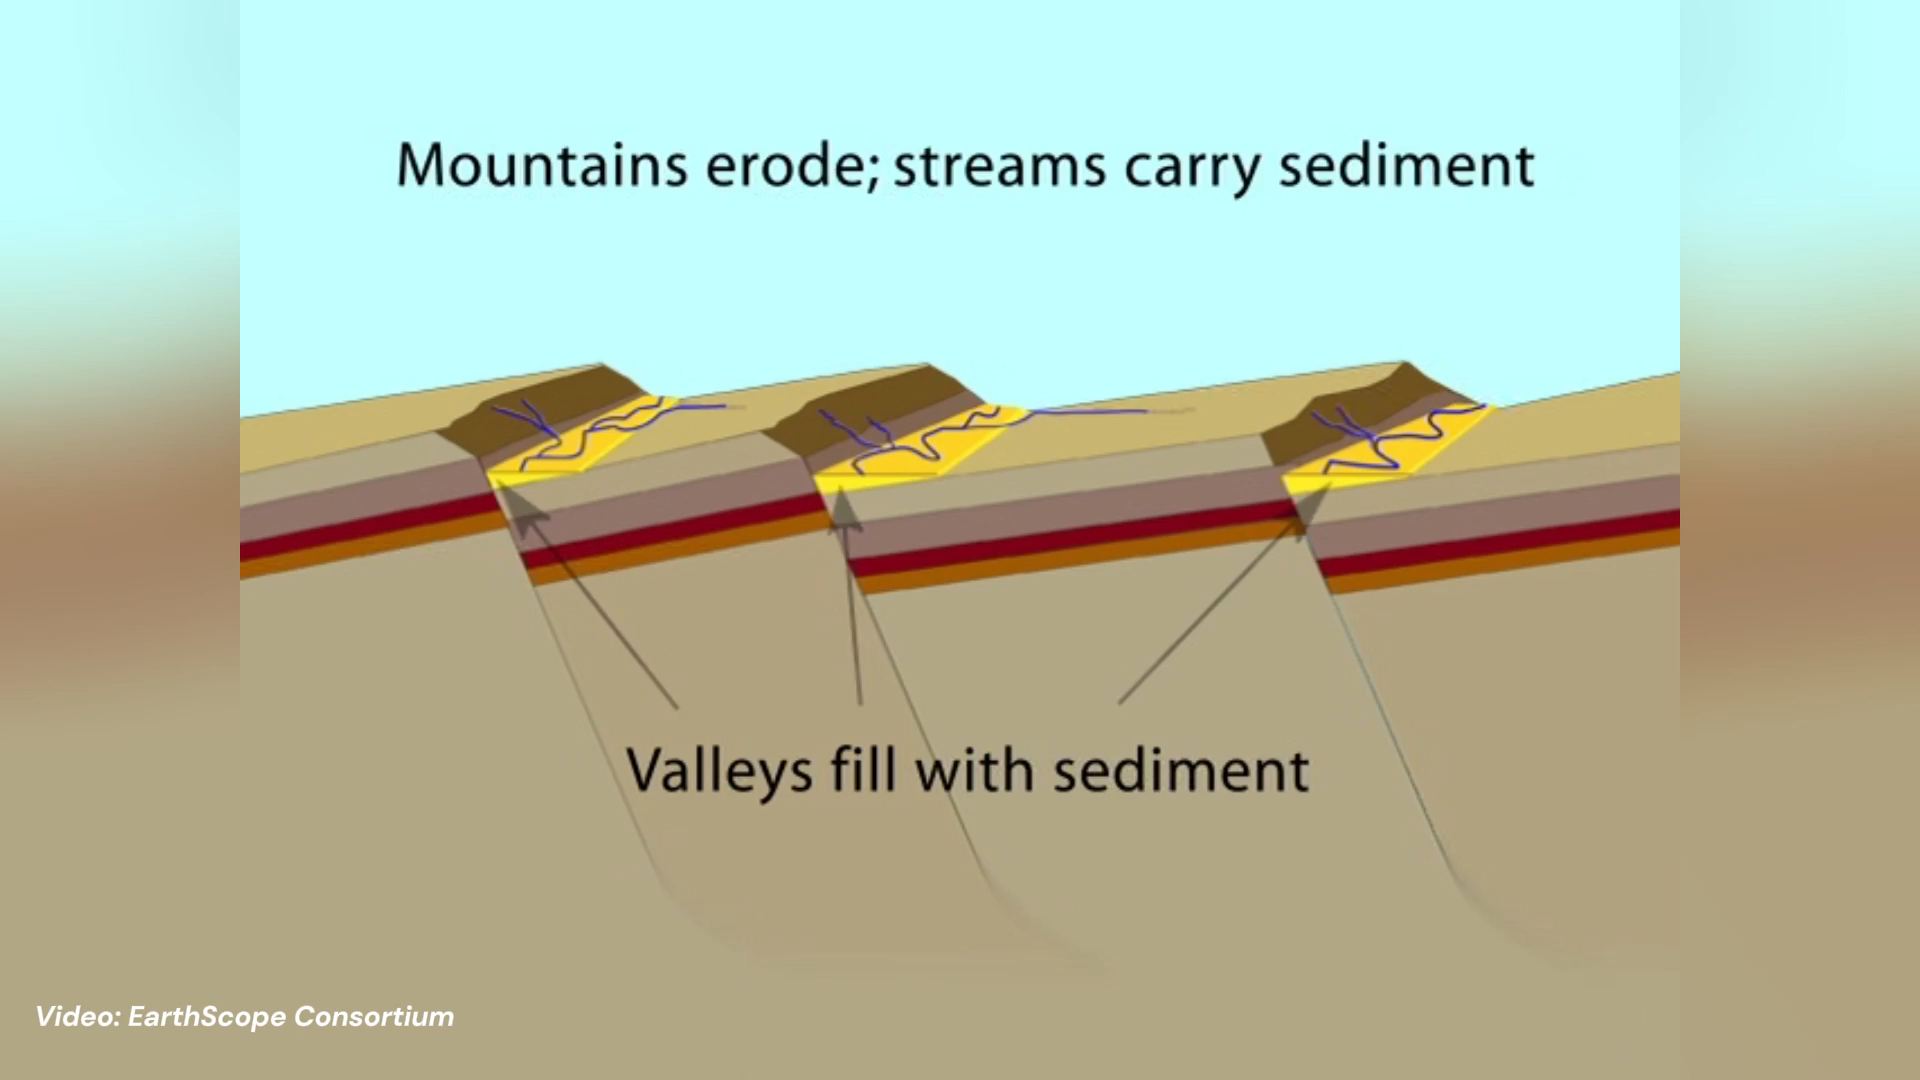 Mountains erode; streams carry sediment
Valleys fill with sediment
Video: EarthScope Consortium